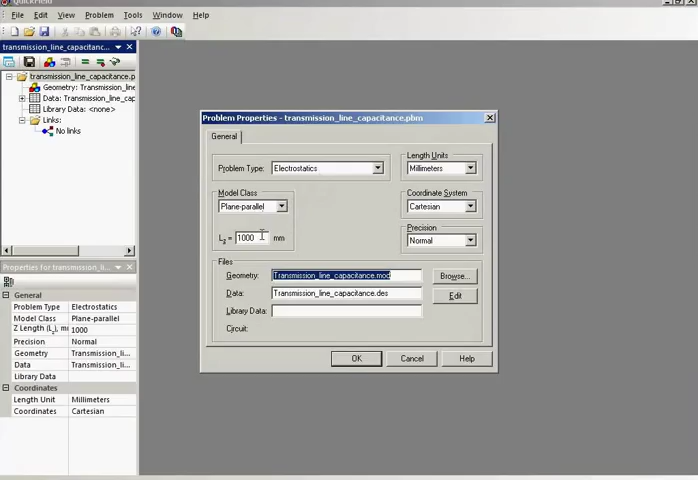 QuickField
File Edit View Problem Tools Window Help
transmission_line_capacitanc...
transmission_line_capacitance.p
Geometry: Transmission_line
Data: Transmission_line_cap
Library Data: <none>
Links:
No links
Properties for transmission_l...
General
Problem Type Electrostatics
Model Class Plane-parallel
Z Length (Lz), m 1000
Precision Normal
Geometry Transmission_li...
Data Transmission_li...
Library Data
Coordinates
Length Unit Millimeters
Coordinates Cartesian
Problem Properties - transmission_line_capacitance.pbm
General
Problem Type: Electrostatics
Length Units
Millimeters
Model Class
Plane-parallel
Coordinate System
Cartesian
Lz = 1000 mm
Precision
Normal
Files
Geometry: Transmission_line_capacitance.mod Browse...
Data: Transmission_line_capacitance.des Edit
Library Data:
Circuit:
OK Cancel Help